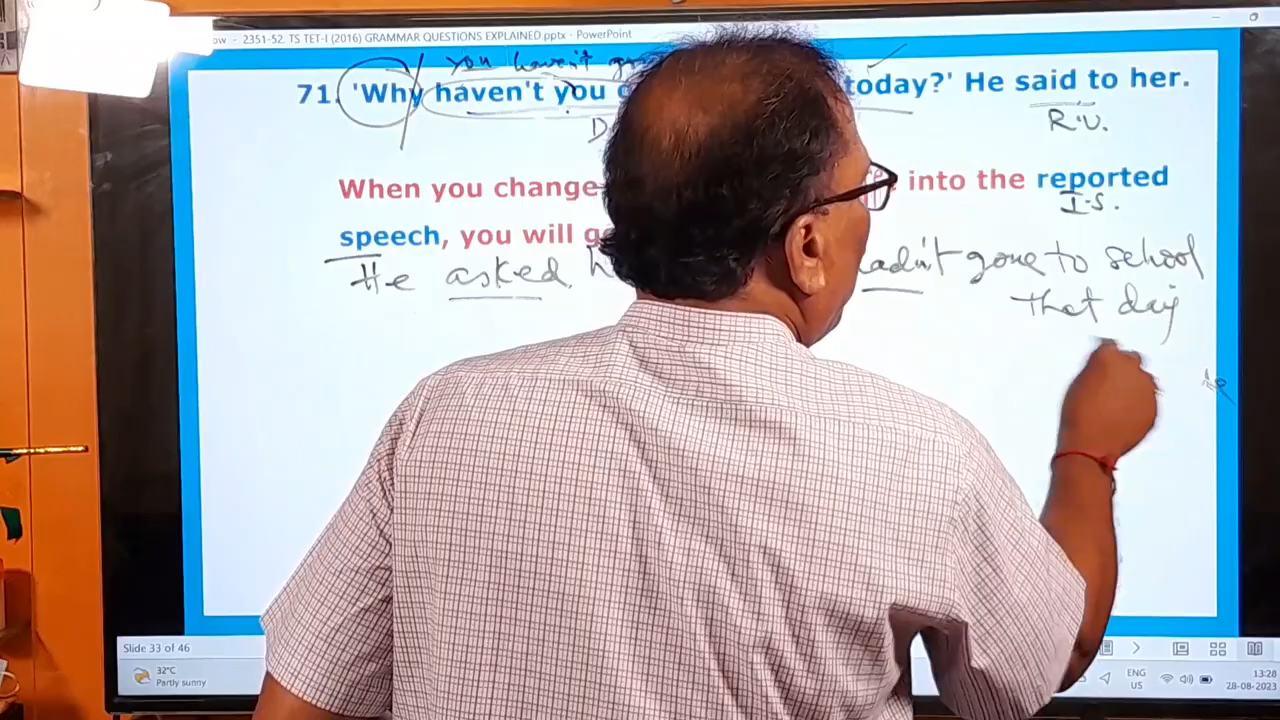 2351-52. TS TET-I (2016) GRAMMAR QUESTIONS EXPLAINED.pptx - PowerPoint
You haven't
71. 'Why haven't you today?' He said to her.
D
R.V.
When you change into the reported
I.S.
speech, you will
He asked hadn't gone to school
that day
Slide 33 of 46
32°C
Partly sunny
ENG
US
13:28
28-08-2023